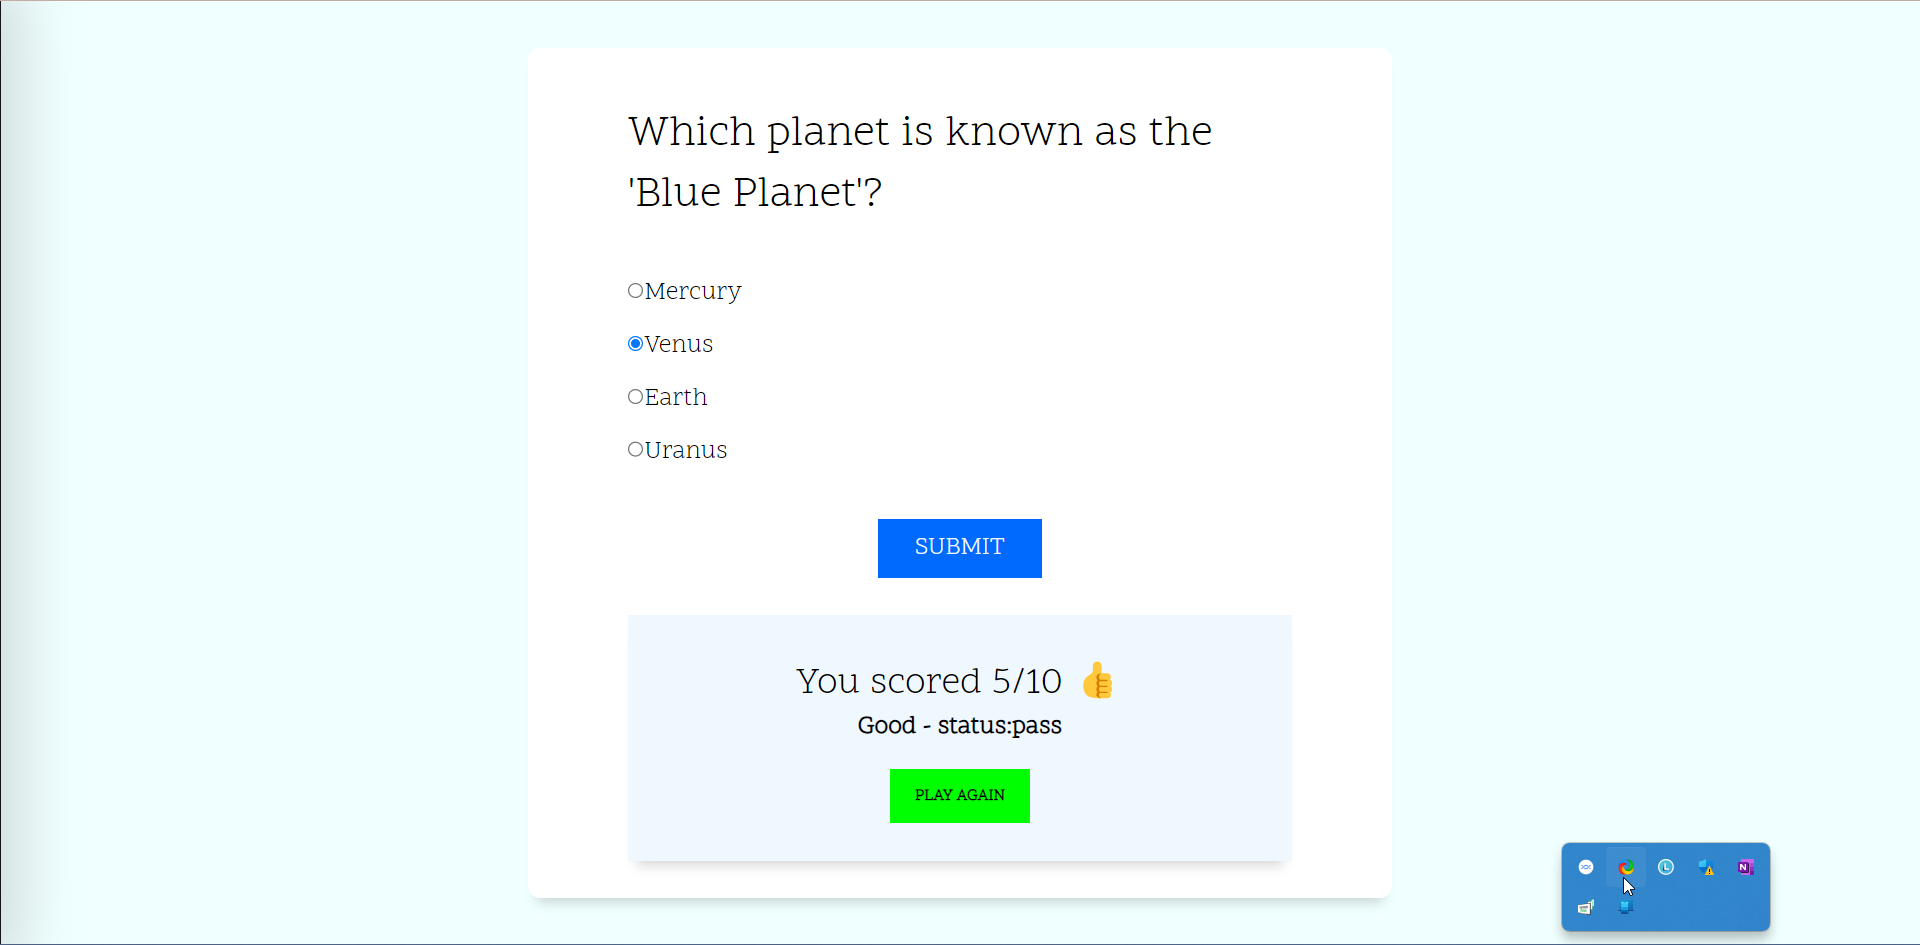 Which planet is known as the
'Blue Planet'?
Mercury
Venus
Earth
Uranus
SUBMIT
You scored 5/10 👍
Good - status:pass
PLAY AGAIN
L
N